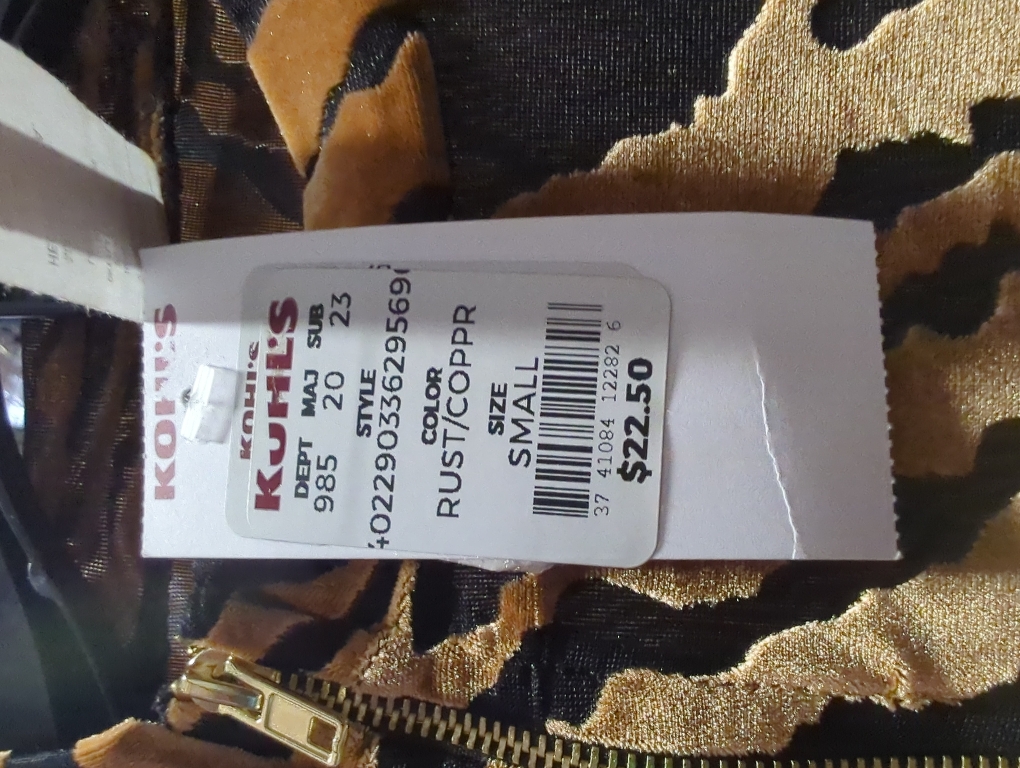 KOHL'S
KOHL'S
KOHL'S
DEPT MAJ SUB
985 20 23
STYLE
COLOR
RUST/COPPR
SIZE
SMALL
37 41084 12282 6
$22.50